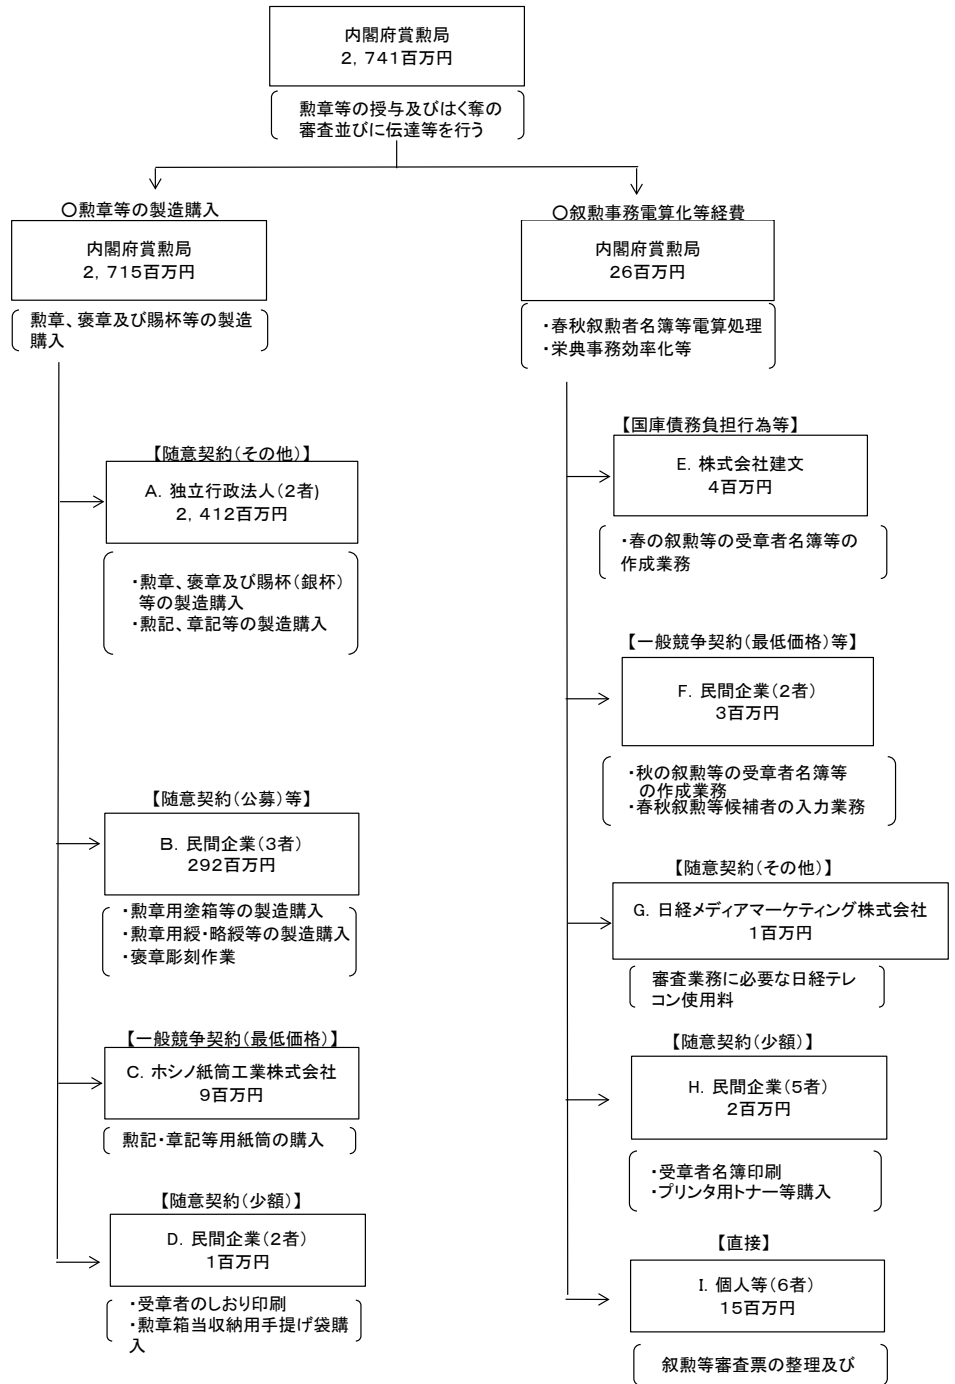 内閣府賞勲局
2,741百万円
勲章等の授与及びはく奪の
審査並びに伝達等を行う
〇勲章等の製造購入
内閣府賞勲局
2,715百万円
勲章、褒章及び賜杯等の製造
購入
【随意契約(その他)】
A. 独立行政法人(2者)
2,412百万円
・勲章、褒章及び賜杯(銀杯)
等の製造購入
・勲記、章記等の製造購入
【随意契約(公募)等】
B. 民間企業(3者)
292百万円
・勲章用塗箱等の製造購入
・勲章用綬・略綬等の製造購入
・褒章彫刻作業
【一般競争契約(最低価格)】
C. ホシノ紙筒工業株式会社
9百万円
勲記・章記等用紙筒の購入
【随意契約(少額)】
D. 民間企業(2者)
1百万円
・受章者のしおり印刷
・勲章箱当収納用手提げ袋購
入
〇叙勲事務電算化等経費
内閣府賞勲局
26百万円
・春秋叙勲者名簿等電算処理
・栄典事務効率化等
【国庫債務負担行為等】
E. 株式会社建文
4百万円
・春の叙勲等の受章者名簿等の
作成業務
【一般競争契約(最低価格)等】
F. 民間企業(2者)
3百万円
・秋の叙勲等の受章者名簿等
の作成業務
・春秋叙勲等候補者の入力業務
【随意契約(その他)】
G. 日経メディアマーケティング株式会社
1百万円
審査業務に必要な日経テレ
コン使用料
【随意契約(少額)】
H. 民間企業(5者)
2百万円
・受章者名簿印刷
・プリンタ用トナー等購入
【直接】
I. 個人等(6者)
15百万円
叙勲等審査票の整理及び